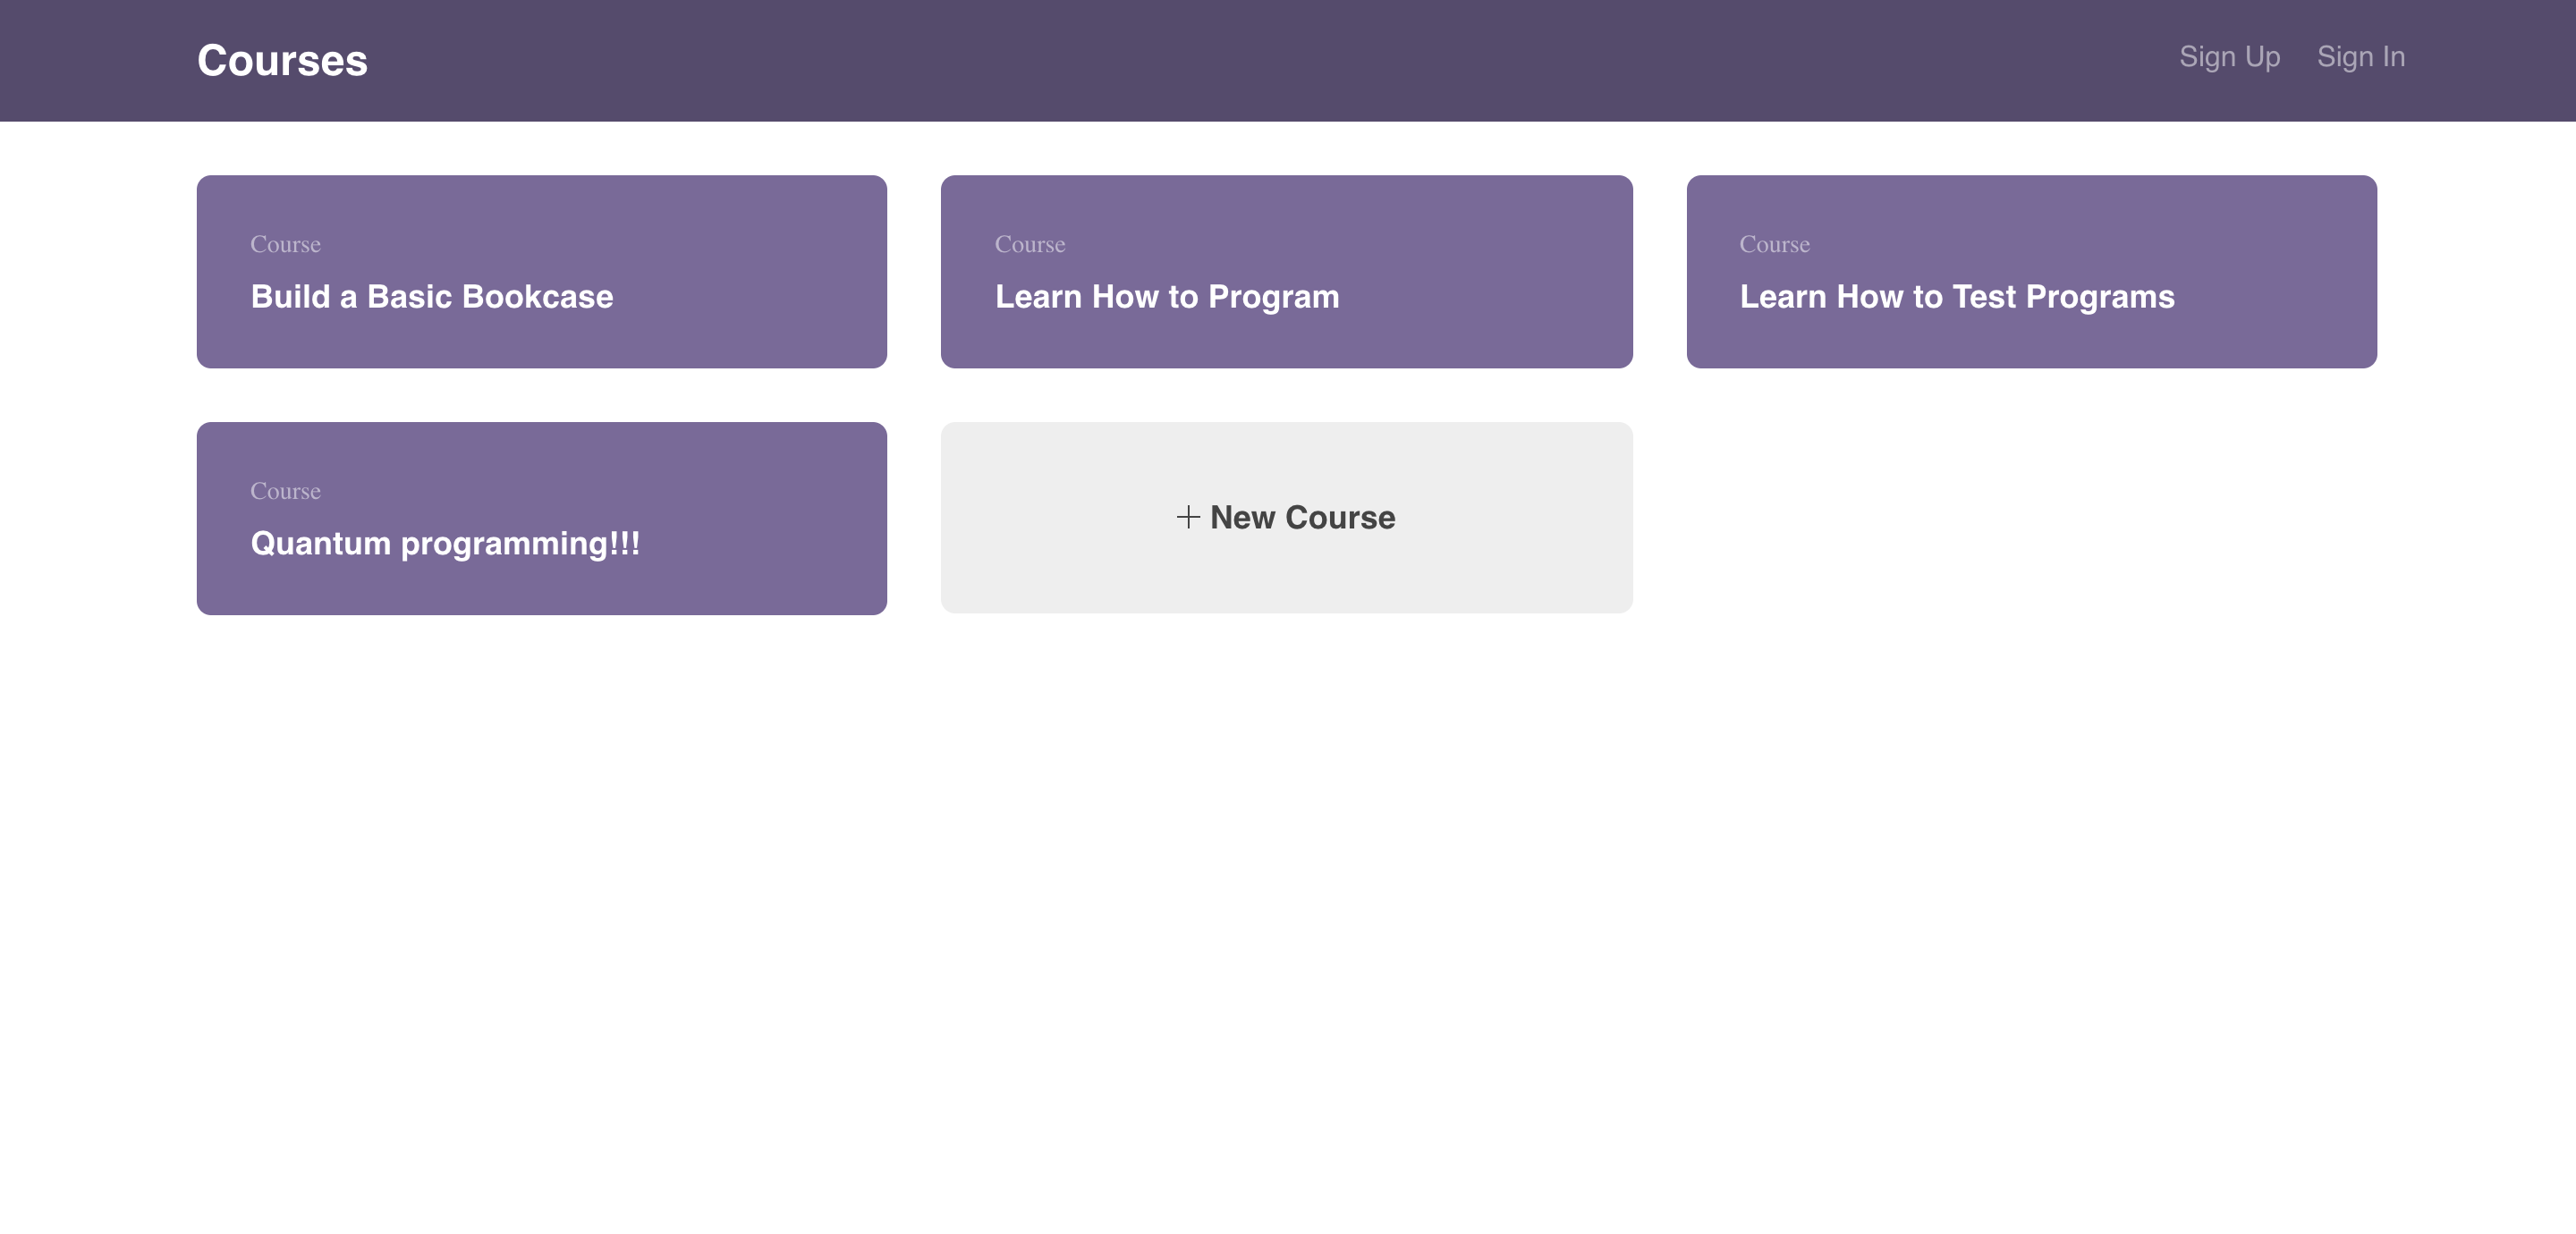 Courses
Sign Up
Sign In
Course
Build a Basic Bookcase
Course
Learn How to Program
Course
Learn How to Test Programs
Course
Quantum programming!!!
+ New Course